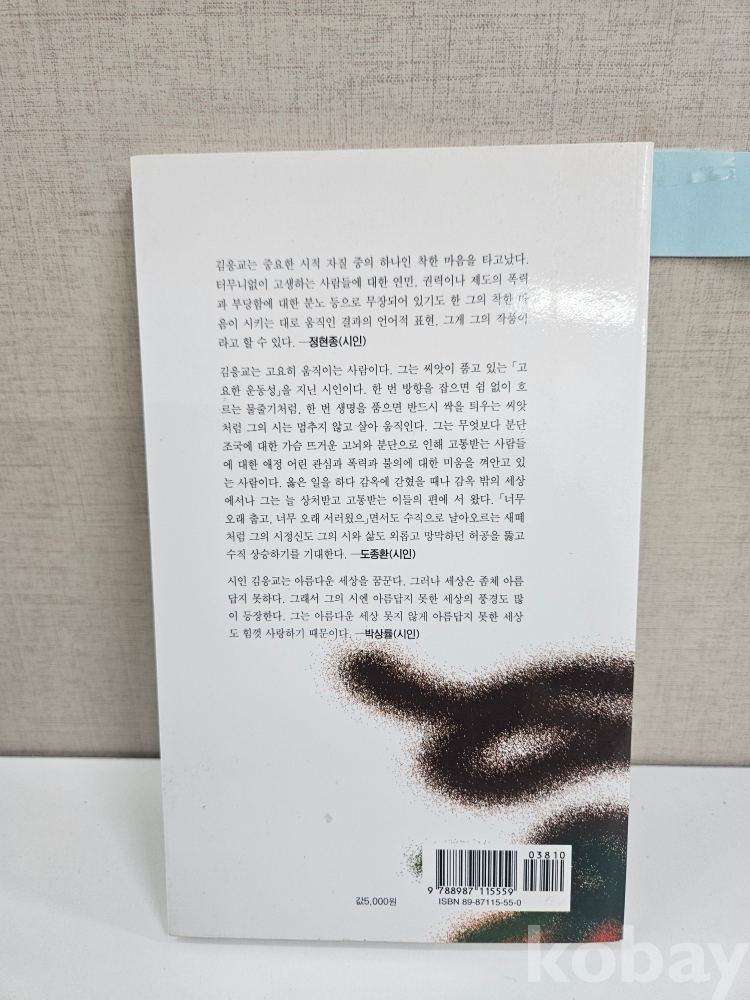 김응교는 중요한 시적 자질 중의 하나인 착한 마음을 타고났다.
터무니없이 고생하는 사람들에 대한 연민, 권력이나 제도의 폭력
과 부당함에 대한 분노 등으로 무장되어 있기도 한 그의 착한 마
음이 시키는 대로 움직인 결과의 언어적 표현, 그게 그의 작품이
라고 할 수 있다. —정현종(시인)
김응교는 고요히 움직이는 사람이다. 그는 씨앗이 품고 있는 「고
요한 운동성」을 지닌 시인이다. 한 번 방향을 잡으면 쉼 없이 흐
르는 물줄기처럼, 한 번 생명을 품으면 반드시 싹을 틔우는 씨앗
처럼 그의 시는 멈추지 않고 살아 움직인다. 그는 무엇보다 분단
조국에 대한 가슴 뜨거운 고뇌와 분단으로 인해 고통받는 사람들
에 대한 애정 어린 관심과 폭력과 불의에 대한 미움을 껴안고 있
는 사람이다. 옳은 일을 하다 감옥에 갇혔을 때나 감옥 밖의 세상
에서나 그는 늘 상처받고 고통받는 이들의 편에 서 왔다. 「너무
오래 춥고, 너무 오래 서러웠으」면서도 수직으로 날아오르는 새떼
처럼 그의 시정신도 그의 시와 삶도 외롭고 망막하던 허공을 뚫고
수직 상승하기를 기대한다. —도종환(시인)
시인 김응교는 아름다운 세상을 꿈꾼다. 그러나 세상은 좀체 아름
답지 못하다. 그래서 그의 시엔 아름답지 못한 세상의 풍경도 많
이 등장한다. 그는 아름다운 세상 못지 않게 아름답지 못한 세상
도 힘껏 사랑하기 때문이다. —박상률(시인)
03810
9 788987 115559
값5,000원
ISBN 89-87115-55-0
kobay